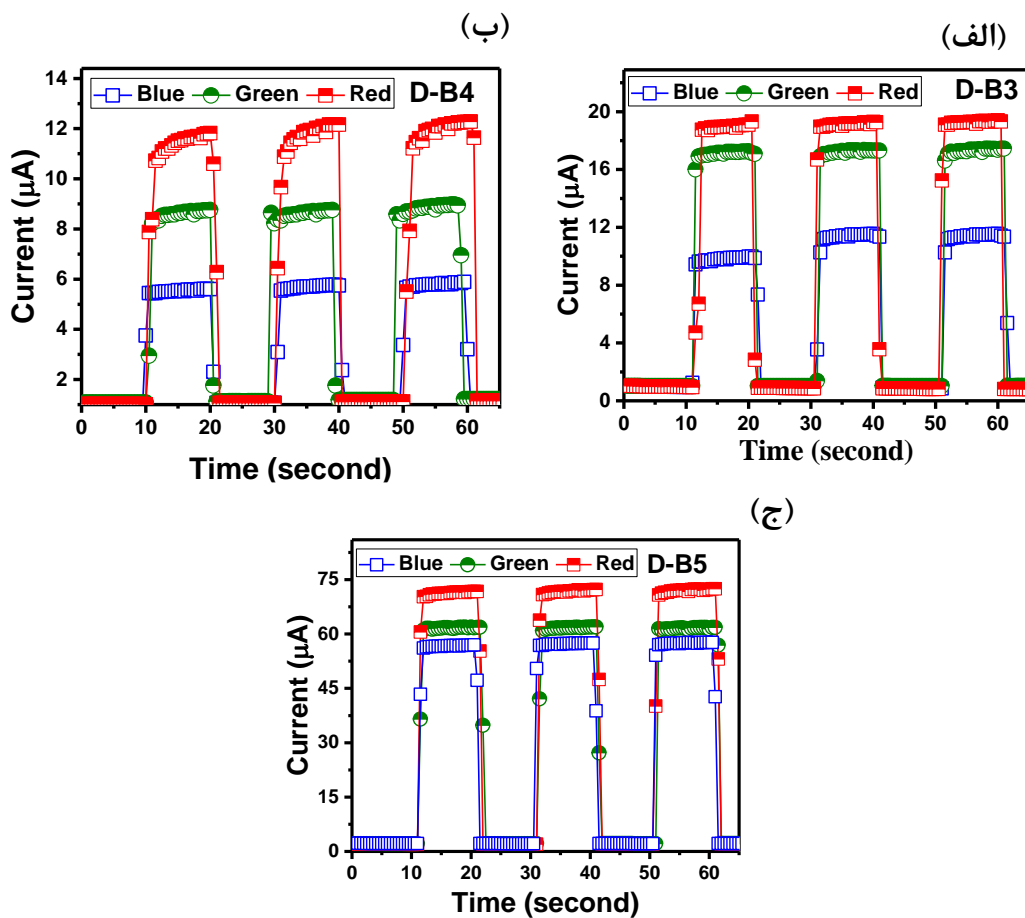 (الف)
D-B3
Blue Green Red
Current (μA)
20
16
12
8
4
0
0 10 20 30 40 50 60
Time (second)
(ب)
D-B4
Blue Green Red
Current (μA)
14
12
10
8
6
4
2
0 10 20 30 40 50 60
Time (second)
(ج)
D-B5
Blue Green Red
Current (μA)
75
60
45
30
15
0
0 10 20 30 40 50 60
Time (second)